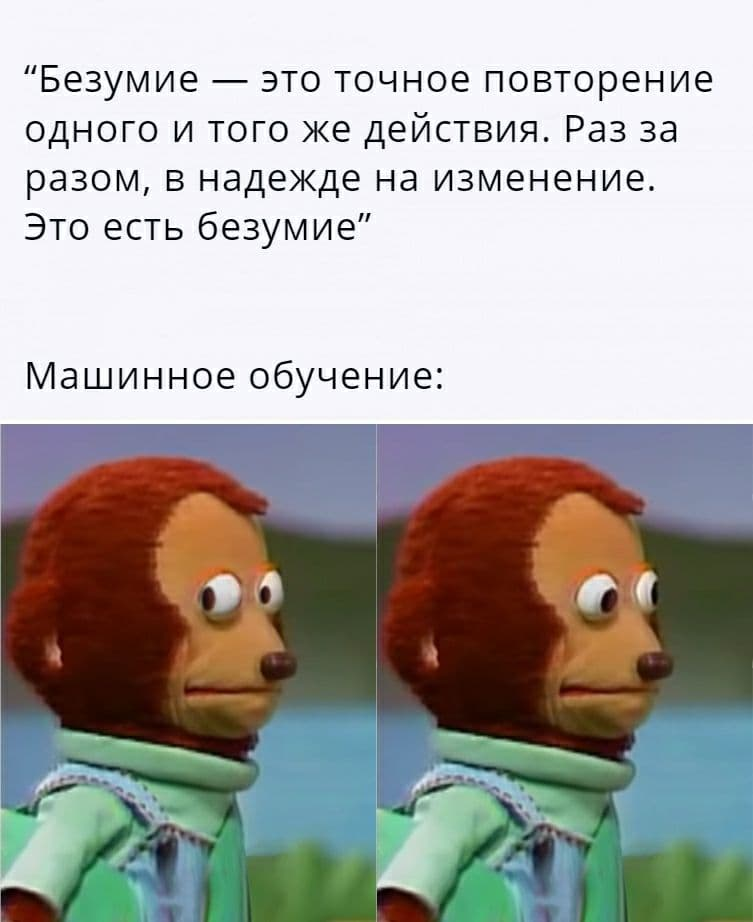 “Безумие — это точное повторение
одного и того же действия. Раз за
разом, в надежде на изменение.
Это есть безумие”
Машинное обучение: